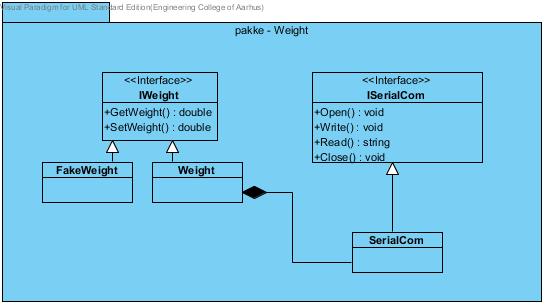 Visual Paradigm for UML Standard Edition(Engineering College of Aarhus)
pakke - Weight
<<Interface>>
IWeight
+GetWeight() : double
+SetWeight() : double
<<Interface>>
ISerialCom
+Open() : void
+Write() : void
+Read() : string
+Close() : void
FakeWeight
Weight
SerialCom